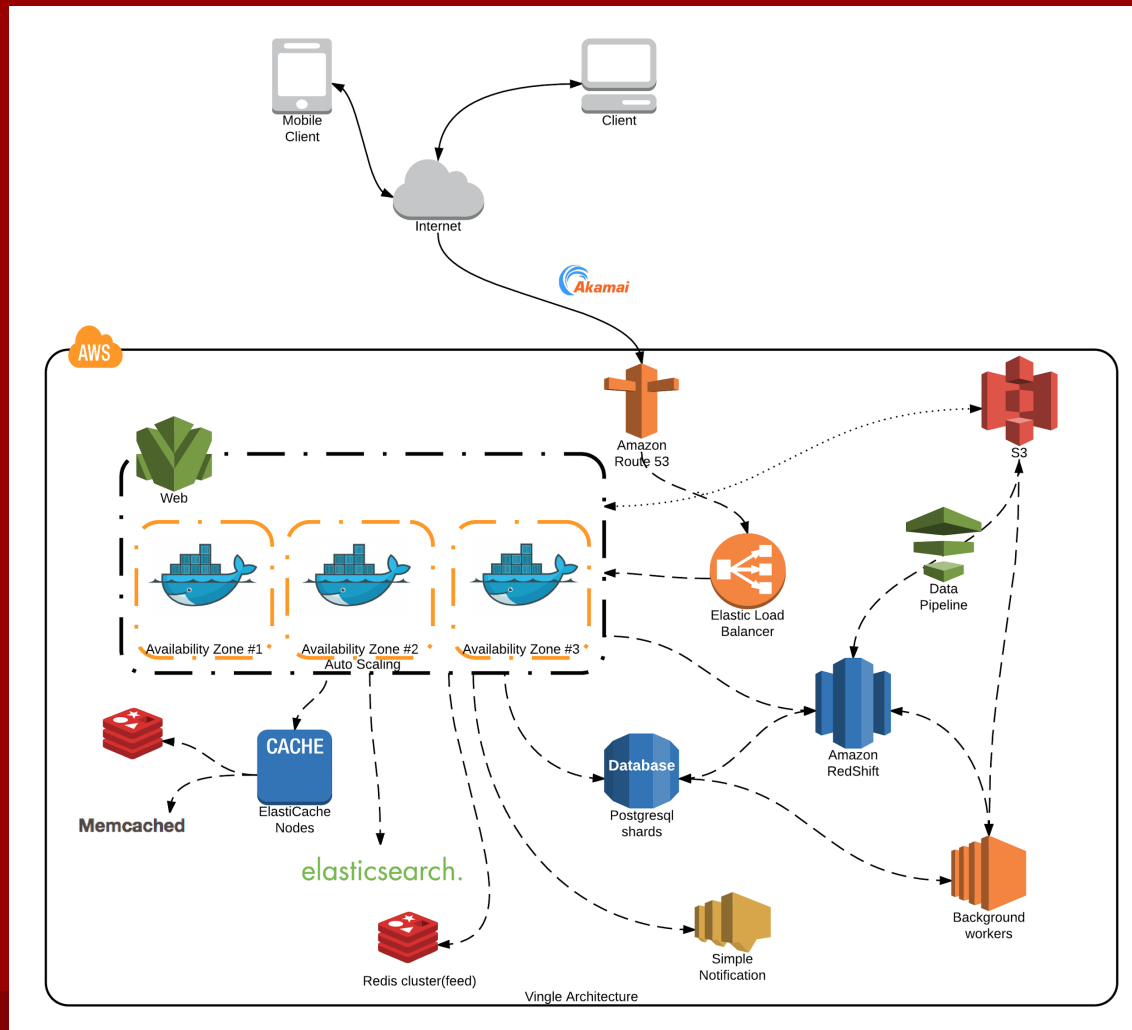 Mobile
Client
Client
Internet
Akamai
AWS
Amazon
Route 53
S3
Web
Data
Pipeline
Elastic Load
Balancer
Availability Zone #1
Availability Zone #2
Auto Scaling
Availability Zone #3
CACHE
ElastiCache
Nodes
Memcached
Database
Postgresql
shards
Amazon
RedShift
elasticsearch.
Background
workers
Simple
Notification
Redis cluster(feed)
Vingle Architecture